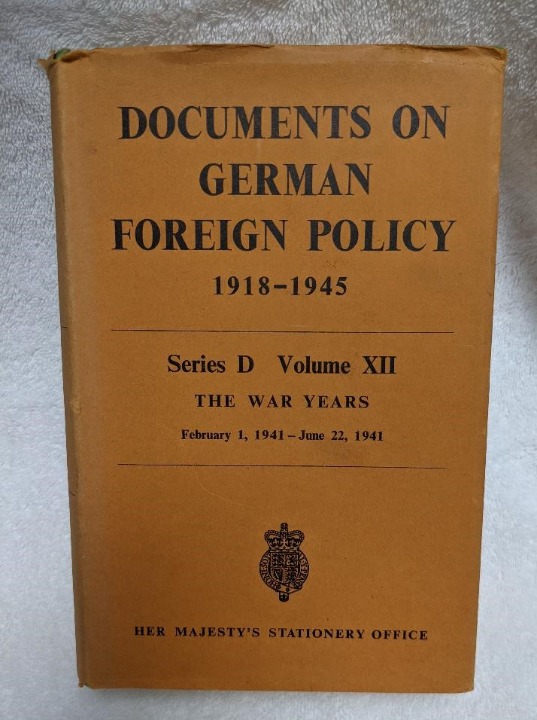 DOCUMENTS ON
GERMAN
FOREIGN POLICY
1918–1945
Series D Volume XII
THE WAR YEARS
February 1, 1941 – June 22, 1941
HER MAJESTY'S STATIONERY OFFICE